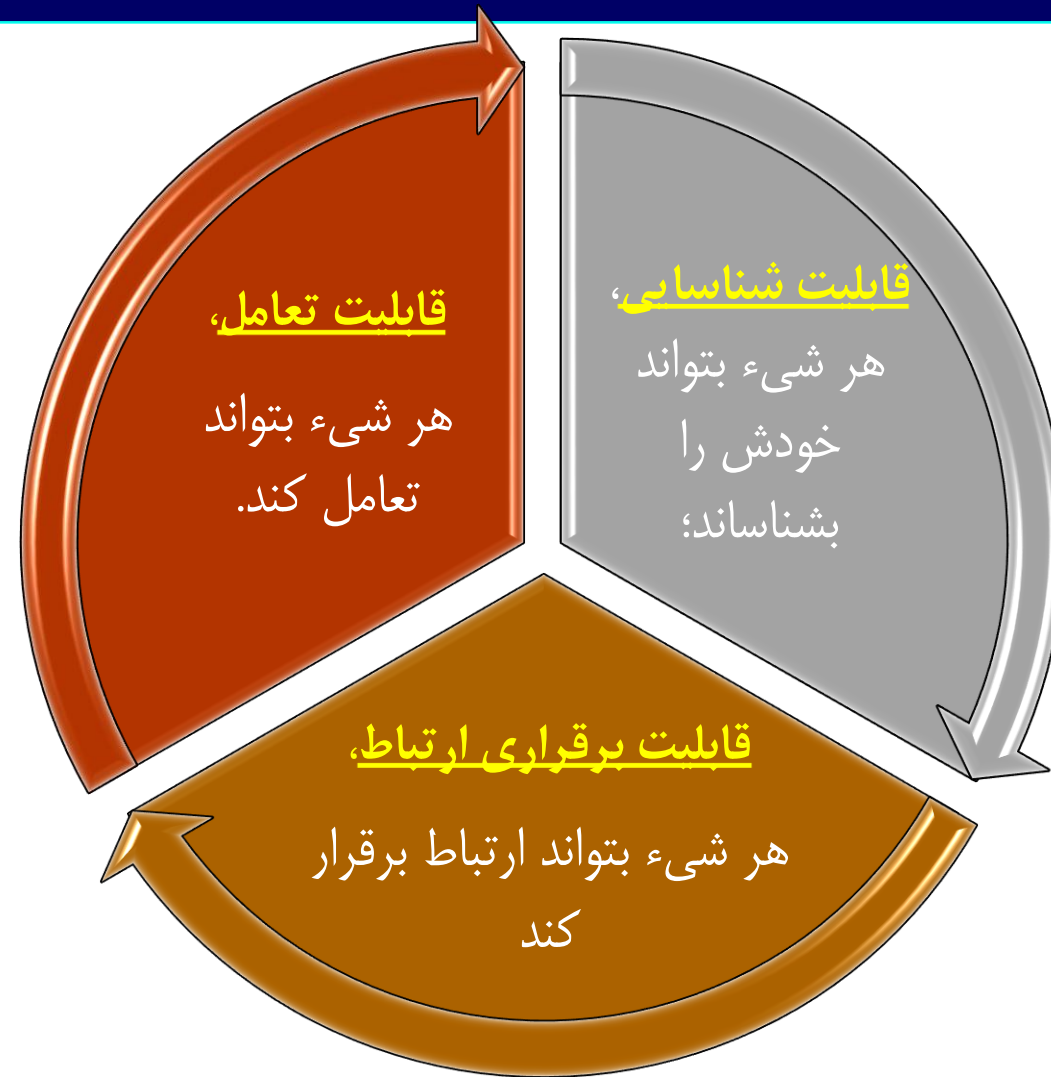 قابلیت شناسایی،
هر شیء بتواند
خودش را
بشناساند؛
قابلیت برقراری ارتباط،
هر شیء بتواند ارتباط برقرار
کند
قابلیت تعامل،
هر شیء بتواند
تعامل کند.